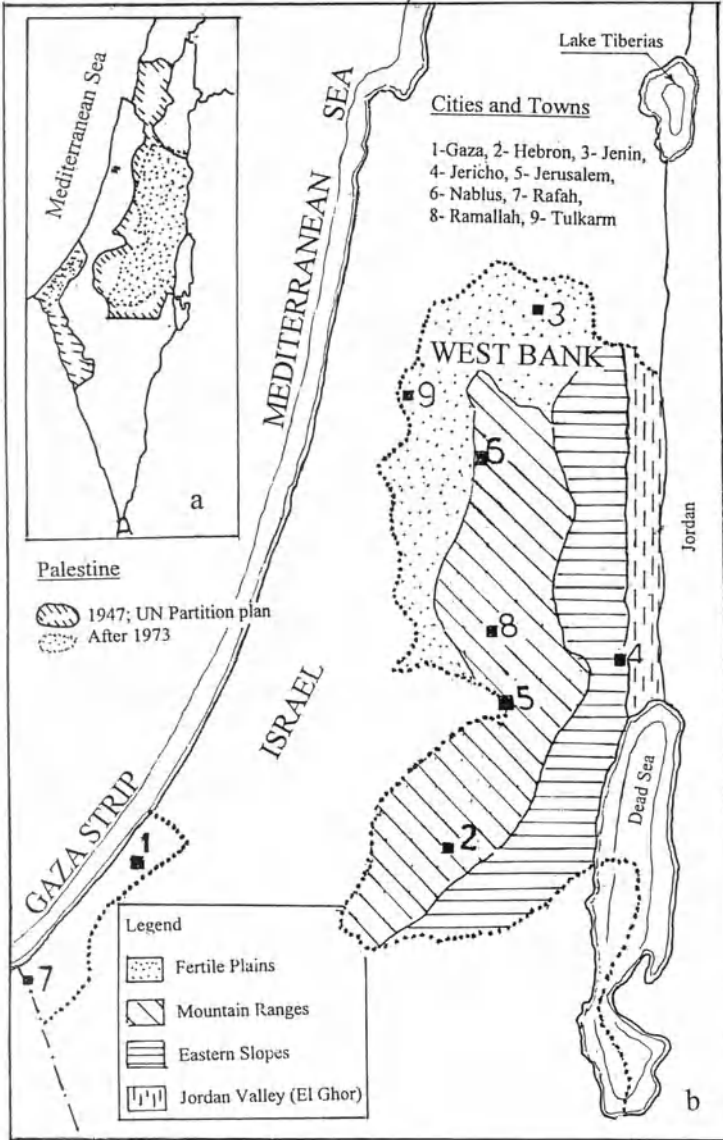 Mediterranean Sea
a
Palestine
1947; UN Partition plan
After 1973
MEDITERRANEAN SEA
Lake Tiberias
Cities and Towns
1-Gaza, 2- Hebron, 3- Jenin,
4- Jericho, 5- Jerusalem,
6- Nablus, 7- Rafah,
8- Ramallah, 9- Tulkarm
3
WEST BANK
9
6
Jordan
8
4
5
ISRAEL
Dead Sea
GAZA STRIP
1
2
7
Legend
Fertile Plains
Mountain Ranges
Eastern Slopes
Jordan Valley (El Ghor)
b